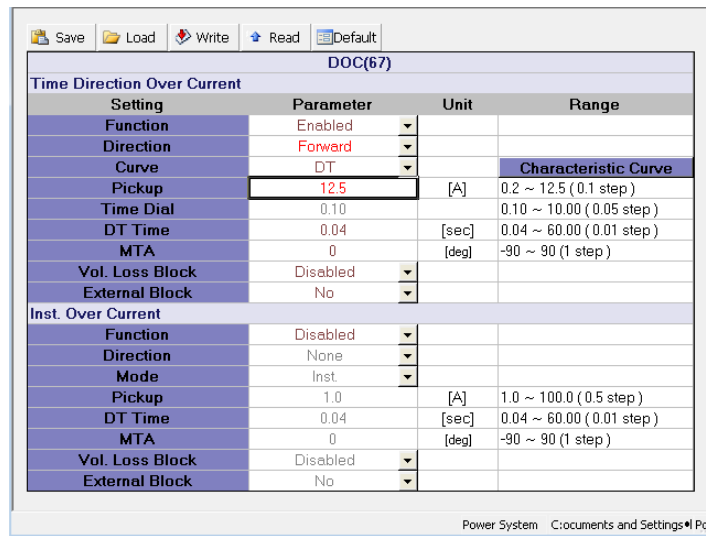 Save Load Write Read Default
DOC(67)
Time Direction Over Current
Setting Parameter Unit Range
Function Enabled
Direction Forward
Curve DT Characteristic Curve
Pickup 12.5 [A] 0.2 ~ 12.5 ( 0.1 step )
Time Dial 0.10 0.10 ~ 10.00 ( 0.05 step )
DT Time 0.04 [sec] 0.04 ~ 60.00 ( 0.01 step )
MTA 0 [deg] -90 ~ 90 (1 step )
Vol. Loss Block Disabled
External Block No
Inst. Over Current
Function Disabled
Direction None
Mode Inst.
Pickup 1.0 [A] 1.0 ~ 100.0 ( 0.5 step )
DT Time 0.04 [sec] 0.04 ~ 60.00 ( 0.01 step )
MTA 0 [deg] -90 ~ 90 (1 step )
Vol. Loss Block Disabled
External Block No
Power System C:ocuments and Settings Po